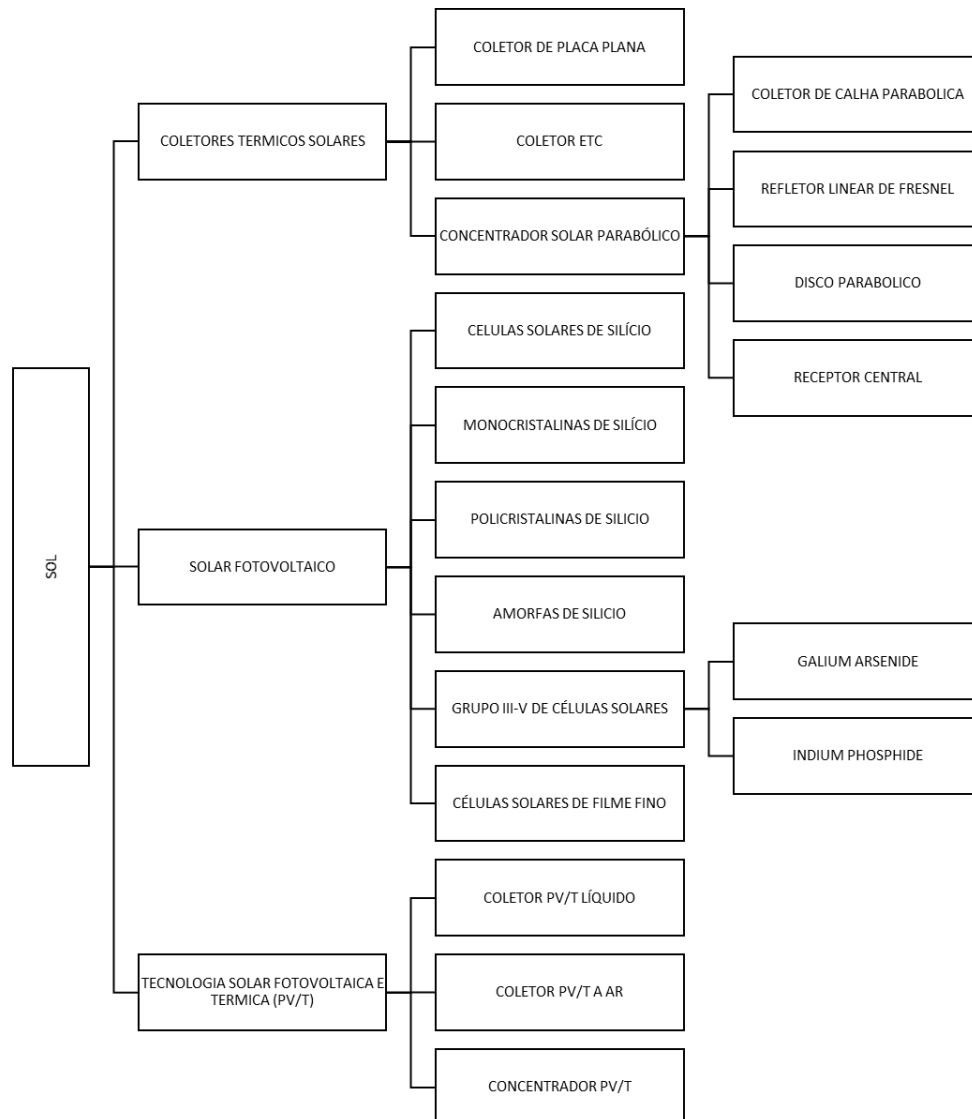 SOL
COLETORES TERMICOS SOLARES
COLETOR DE PLACA PLANA
COLETOR ETC
CONCENTRADOR SOLAR PARABÓLICO
COLETOR DE CALHA PARABOLICA
REFLETOR LINEAR DE FRESNEL
DISCO PARABOLICO
RECEPTOR CENTRAL
SOLAR FOTOVOLTAICO
CELULAS SOLARES DE SILÍCIO
MONOCRISTALINAS DE SILÍCIO
POLICRISTALINAS DE SILICIO
AMORFAS DE SILICIO
GRUPO III-V DE CÉLULAS SOLARES
GALIUM ARSENIDE
INDIUM PHOSPHIDE
CÉLULAS SOLARES DE FILME FINO
TECNOLOGIA SOLAR FOTOVOLTAICA E
TERMICA (PV/T)
COLETOR PV/T LÍQUIDO
COLETOR PV/T A AR
CONCENTRADOR PV/T